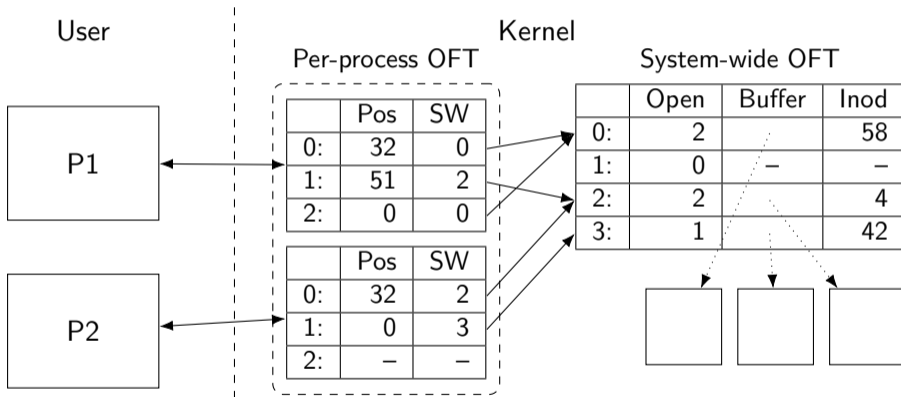 User
Kernel
Per-process OFT
System-wide OFT
P1
Pos SW
0: 32 0
1: 51 2
2: 0 0
Open Buffer Inod
0: 2 58
1: 0 – –
2: 2 4
3: 1 42
P2
Pos SW
0: 32 2
1: 0 3
2: – –